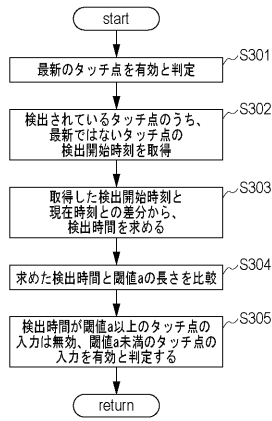 start
S301
最新のタッチ点を有効と判定
S302
検出されているタッチ点のうち、
最新ではないタッチ点の
検出開始時刻を取得
S303
取得した検出開始時刻と
現在時刻との差分から、
検出時間を求める
S304
求めた検出時間と閾値aの長さを比較
S305
検出時間が閾値a以上のタッチ点の
入力は無効、閾値a未満のタッチ点の
入力を有効と判定する
return